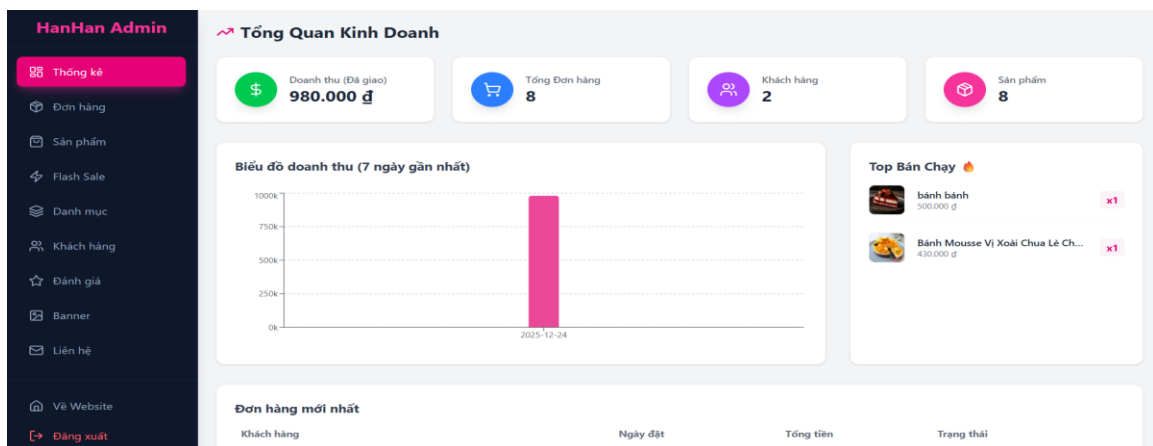 HanHan Admin
Thống kê
Đơn hàng
Sản phẩm
Flash Sale
Danh mục
Khách hàng
Đánh giá
Banner
Liên hệ
Về Website
Đăng xuất
Tổng Quan Kinh Doanh
Doanh thu (Đã giao)
980.000 ₫
Tổng Đơn hàng
8
Khách hàng
2
Sản phẩm
8
Biểu đồ doanh thu (7 ngày gần nhất)
1000k
750k
500k
250k
0k
2025-12-24
Top Bán Chạy 🔥
bánh bánh
500.000 ₫
x1
Bánh Mousse Vị Xoài Chua Lè Ch...
430.000 ₫
x1
Đơn hàng mới nhất
Khách hàng Ngày đặt Tổng tiền Trạng thái